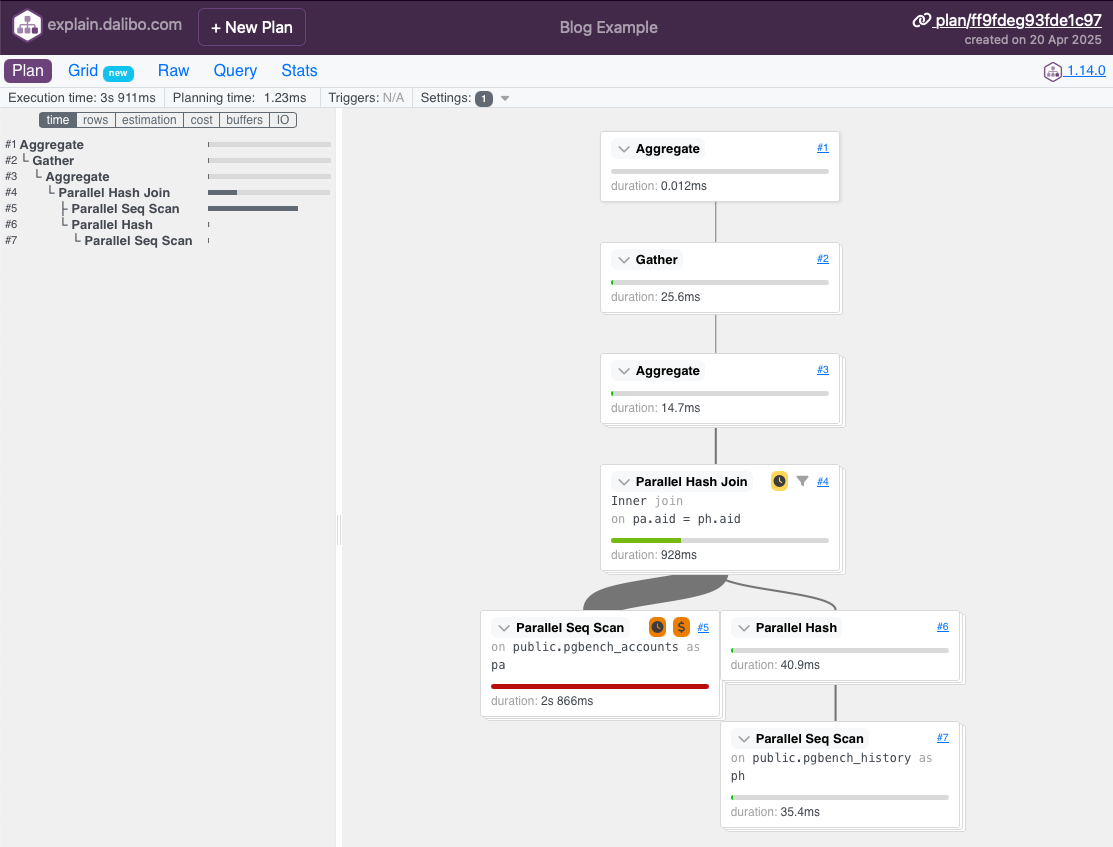 explain.dalibo.com
+ New Plan
Blog Example
plan/ff9fdeg93fde1c97
created on 20 Apr 2025
Plan Grid new Raw Query Stats
1.14.0
Execution time: 3s 911ms Planning time: 1.23ms Triggers: N/A Settings: 1
time rows estimation cost buffers IO
#1 Aggregate
#2 └ Gather
#3 └ Aggregate
#4 └ Parallel Hash Join
#5 ├ Parallel Seq Scan
#6 └ Parallel Hash
#7 └ Parallel Seq Scan
Aggregate #1
duration: 0.012ms
Gather #2
duration: 25.6ms
Aggregate #3
duration: 14.7ms
Parallel Hash Join #4
Inner join
on pa.aid = ph.aid
duration: 928ms
Parallel Seq Scan $ #5
on public.pgbench_accounts as
pa
duration: 2s 866ms
Parallel Hash #6
duration: 40.9ms
Parallel Seq Scan #7
on public.pgbench_history as
ph
duration: 35.4ms